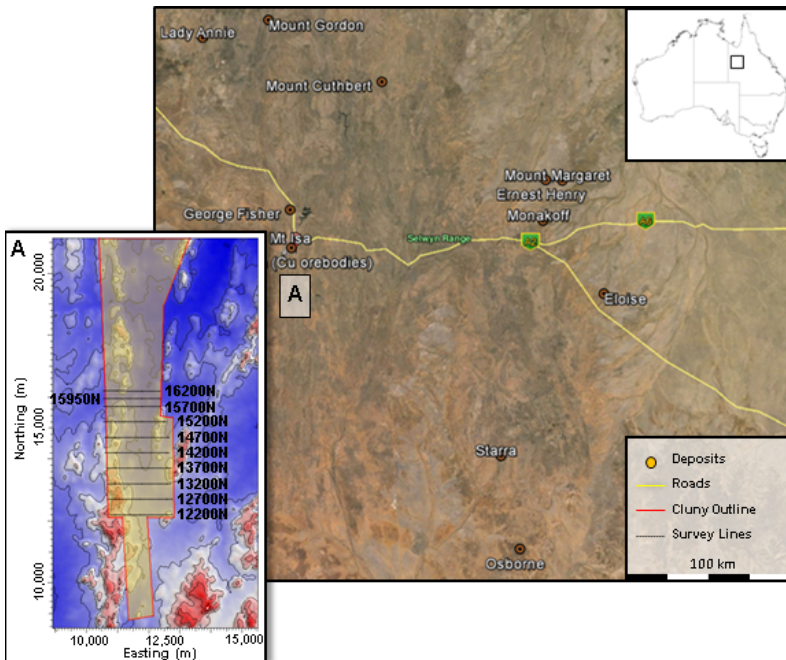 Lady Annie
Mount Gordon
Mount Cuthbert
Mount Margaret
Ernest Henry
Monakoff
George Fisher
Mt Isa
(Cu orebodies)
Selwyn Range
A
Eloise
Starra
Osborne
Deposits
Roads
Cluny Outline
Survey Lines
100 km
A
20,000
15,000
10,000
Northing (m)
15950N
16200N
15700N
15200N
14700N
14200N
13700N
13200N
12700N
12200N
10,000
12,500
15,000
Easting (m)